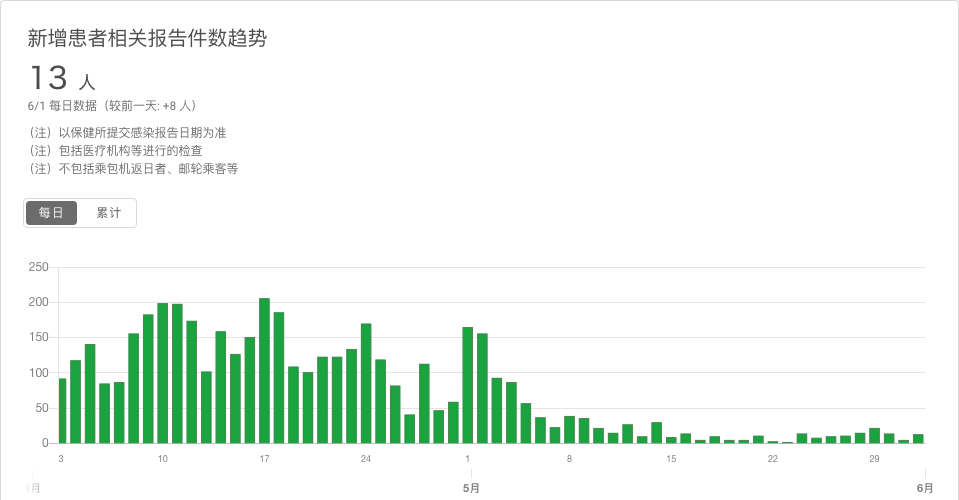 新增患者相关报告件数趋势
13 人
6/1 每日数据（较前一天: +8 人）
（注）以保健所提交感染报告日期为准
（注）包括医疗机构等进行的检查
（注）不包括乘包机返日者、邮轮乘客等
每日 累计
250
200
150
100
50
0
3 10 17 24 1 8 15 22 29
4月 5月 6月